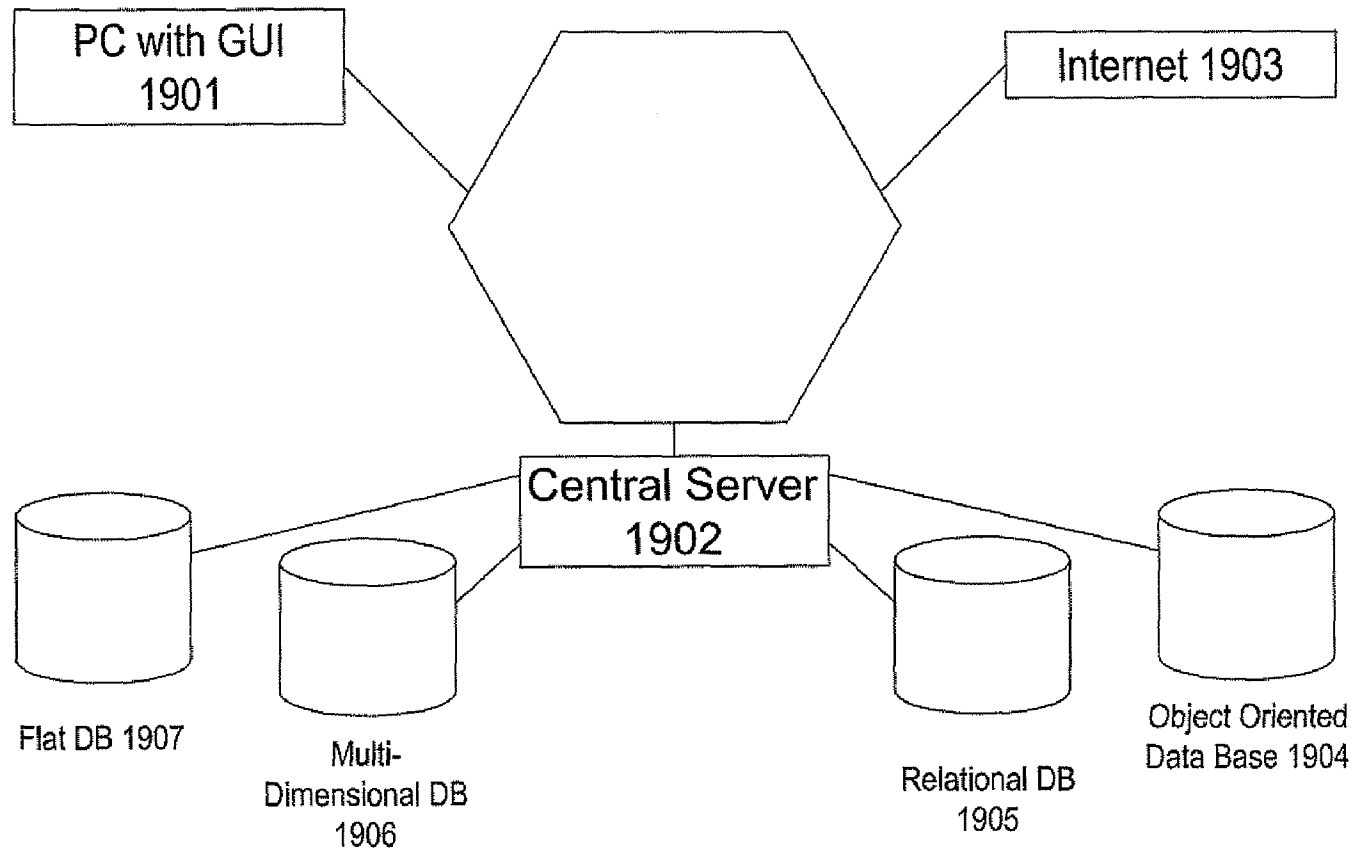 PC with GUI
1901
Internet 1903
Central Server
1902
Flat DB 1907
Multi-
Dimensional DB
1906
Relational DB
1905
Object Oriented
Data Base 1904